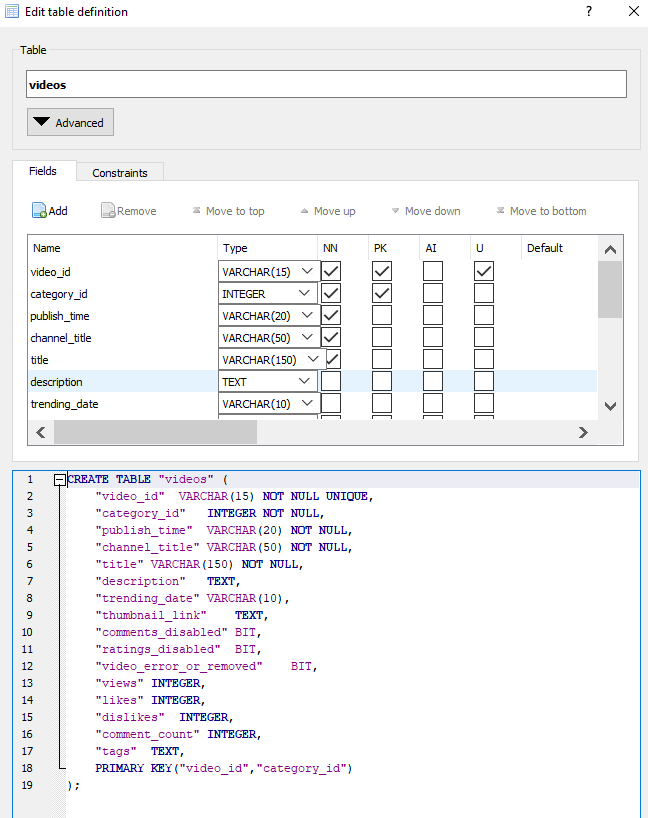 Edit table definition
?
Table
videos
Advanced
Fields
Constraints
Add Remove Move to top Move up Move down Move to bottom
Name Type NN PK AI U Default
video_id VARCHAR(15)
category_id INTEGER
publish_time VARCHAR(20)
channel_title VARCHAR(50)
title VARCHAR(150)
description TEXT
trending_date VARCHAR(10)
1 CREATE TABLE "videos" (
2 "video_id" VARCHAR(15) NOT NULL UNIQUE,
3 "category_id" INTEGER NOT NULL,
4 "publish_time" VARCHAR(20) NOT NULL,
5 "channel_title" VARCHAR(50) NOT NULL,
6 "title" VARCHAR(150) NOT NULL,
7 "description" TEXT,
8 "trending_date" VARCHAR(10),
9 "thumbnail_link" TEXT,
10 "comments_disabled" BIT,
11 "ratings_disabled" BIT,
12 "video_error_or_removed" BIT,
13 "views" INTEGER,
14 "likes" INTEGER,
15 "dislikes" INTEGER,
16 "comment_count" INTEGER,
17 "tags" TEXT,
18 PRIMARY KEY("video_id","category_id")
19 );